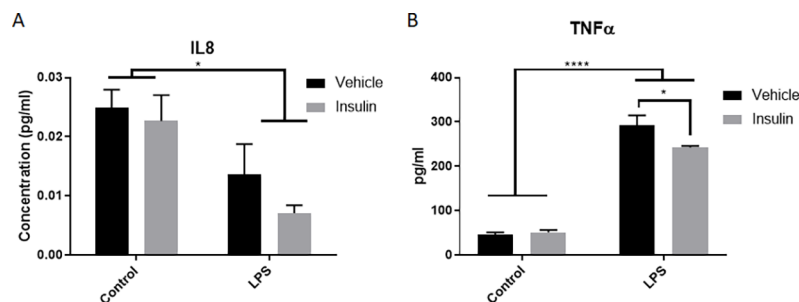 A
IL8
*
Concentration (pg/ml)
0.03
0.02
0.01
0.00
Control
LPS
Vehicle
Insulin
B
TNFα
****
*
pg/ml
400
300
200
100
0
Control
LPS
Vehicle
Insulin